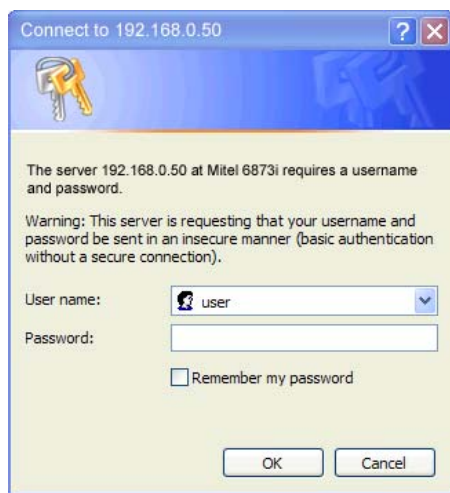 Connect to 192.168.0.50
?
The server 192.168.0.50 at Mitel 6873i requires a username
and password.
Warning: This server is requesting that your username and
password be sent in an insecure manner (basic authentication
without a secure connection).
User name:
user
Password:
Remember my password
OK
Cancel